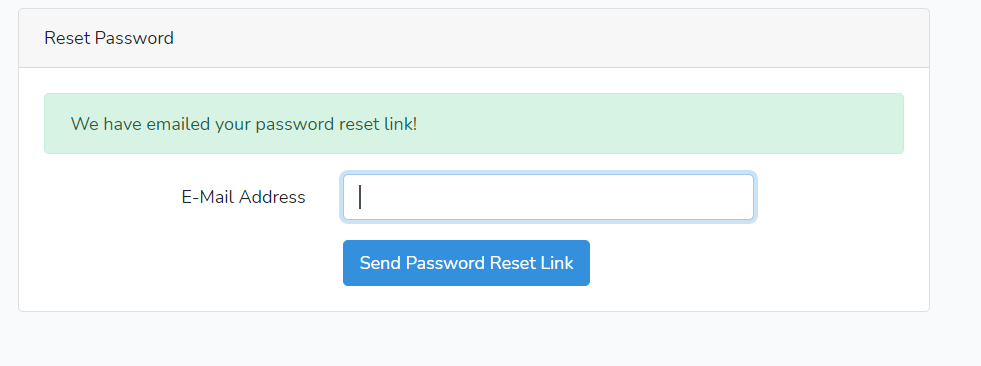 Reset Password
We have emailed your password reset link!
E-Mail Address
Send Password Reset Link